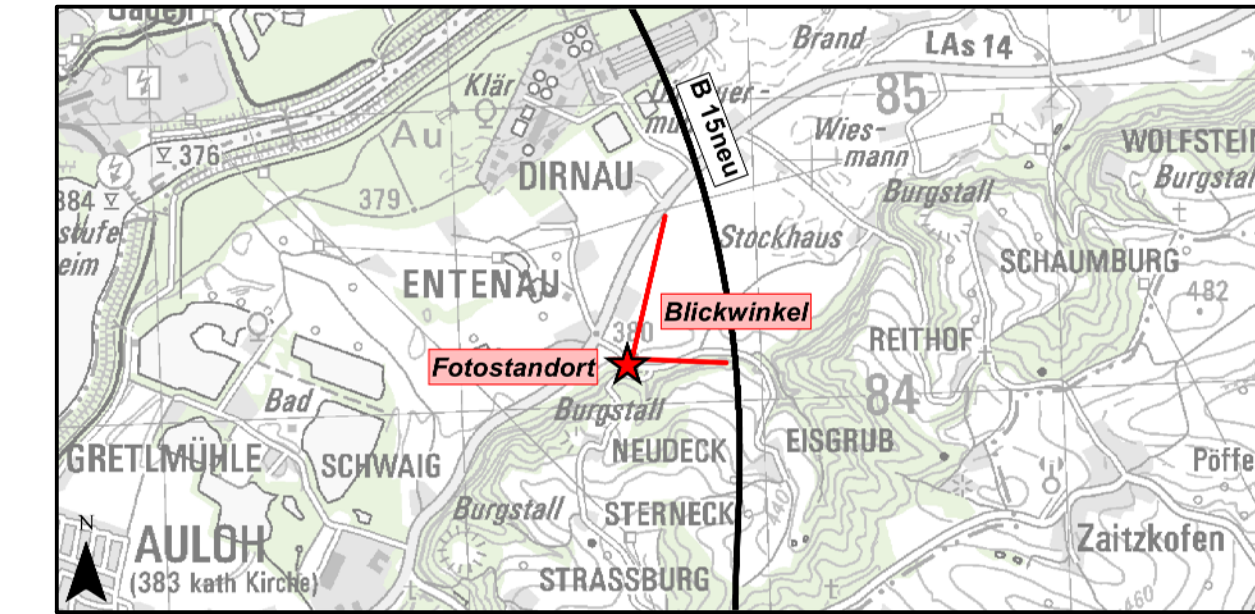 Brand
LAs 14
Klär
85
B 15neu
Au
376
Wies-
mann
WOLFSTEI
DIRNAU
379
Burgstall
Burgstal
384
stufe
eim
Stockhaus
SCHAUMBURG
ENTENAU
482
Blickwinkel
380
REITHOF
Fotostandort
84
Bad
Burgstall
NEUDECK
EISGRUB
GRETLMÜHLE
SCHWAIG
Pöffe
N
Burgstall
STERNECK
440
AULOH
Zaitzkofen
(383 kath Kirche)
STRASSBURG
460